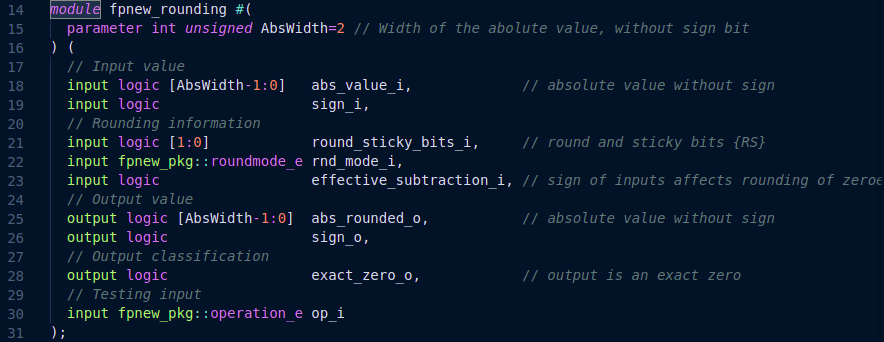 14 module fpnew_rounding #(
15   parameter int unsigned AbsWidth=2 // Width of the abolute value, without sign bit
16 ) (
17   // Input value
18   input logic [AbsWidth-1:0]   abs_value_i,             // absolute value without sign
19   input logic                  sign_i,
20   // Rounding information
21   input logic [1:0]            round_sticky_bits_i,     // round and sticky bits {RS}
22   input fpnew_pkg::roundmode_e rnd_mode_i,
23   input logic                  effective_subtraction_i, // sign of inputs affects rounding of zeroe
24   // Output value
25   output logic [AbsWidth-1:0]  abs_rounded_o,           // absolute value without sign
26   output logic                 sign_o,
27   // Output classification
28   output logic                 exact_zero_o,            // output is an exact zero
29   // Testing input
30   input fpnew_pkg::operation_e op_i
31 );